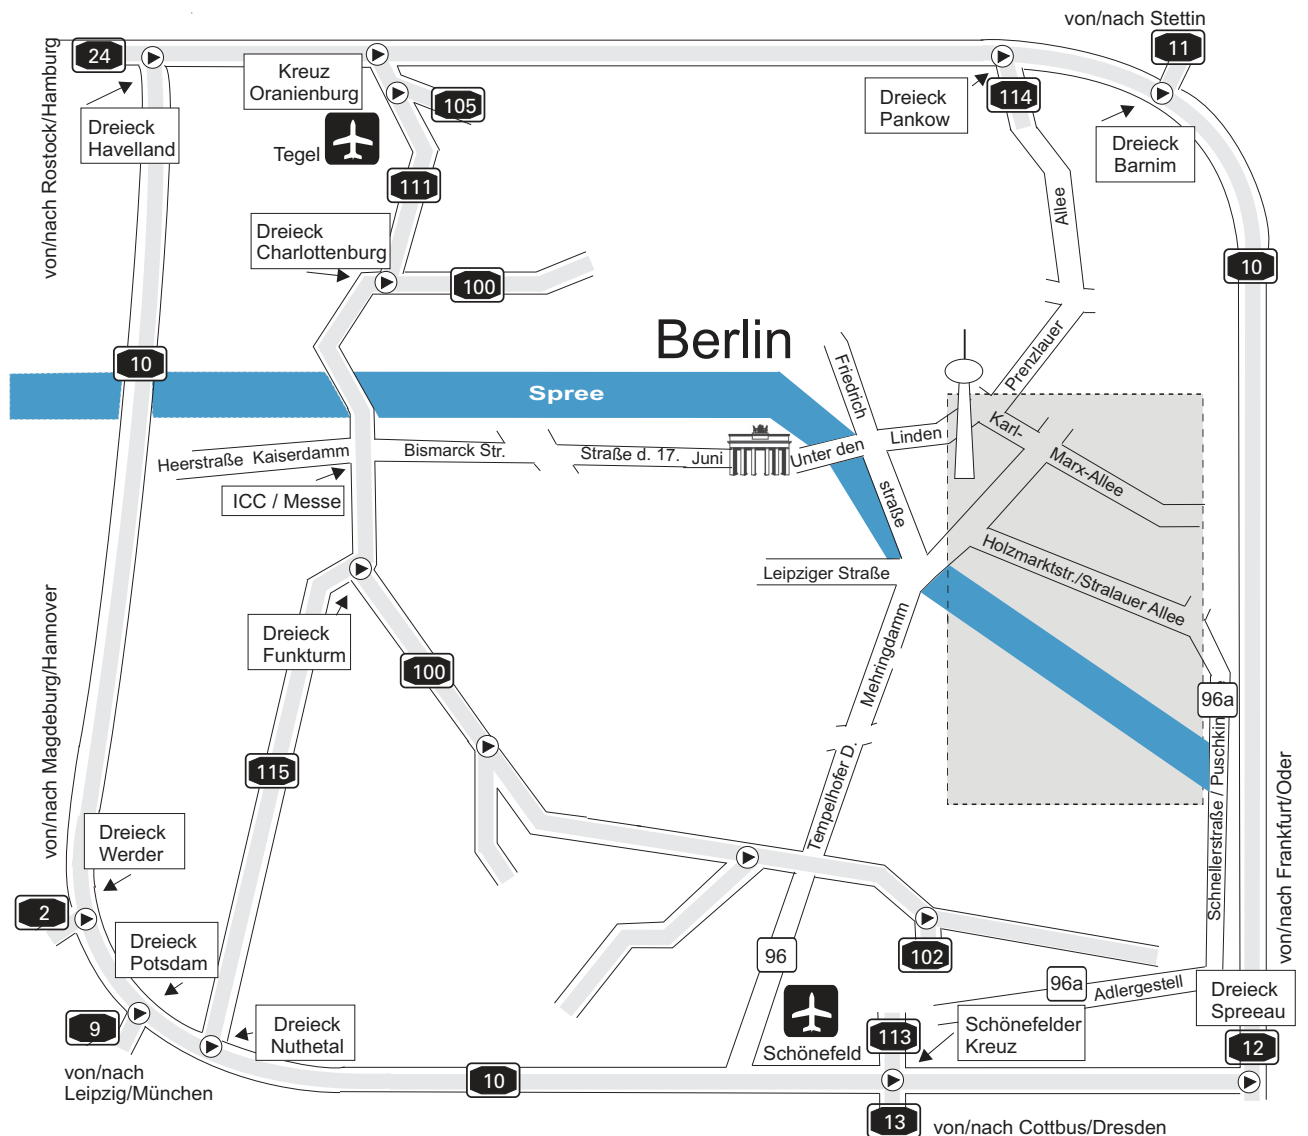 von/nach Stettin
24
11
Kreuz
Oranienburg
105
114
Dreieck
Pankow
Dreieck
Havelland
von/nach Rostock/Hamburg
Tegel
Dreieck
Barnim
111
Allee
Dreieck
Charlottenburg
100
10
Berlin
10
Prenzlauer
Friedrich
Spree
Karl-
Linden
Unter den
Heerstraße Kaiserdamm
Bismarck Str.
Straße d. 17.
Juni
Marx-Allee
ICC / Messe
straße
Holzmarktstr./Stralauer Allee
Leipziger Straße
Dreieck
Funkturm
Mehringdamm
100
von/nach Magdeburg/Hannover
96a
Schnellerstraße / Puschkin
115
Tempelhofer D.
Dreieck
Werder
von/nach Frankfurt/Oder
2
Dreieck
Potsdam
96
102
96a
Adlergestell
Dreieck
Spreeau
9
Dreieck
Nuthetal
Schönefeld
113
Schönefelder
Kreuz
12
von/nach
Leipzig/München
10
13
von/nach Cottbus/Dresden